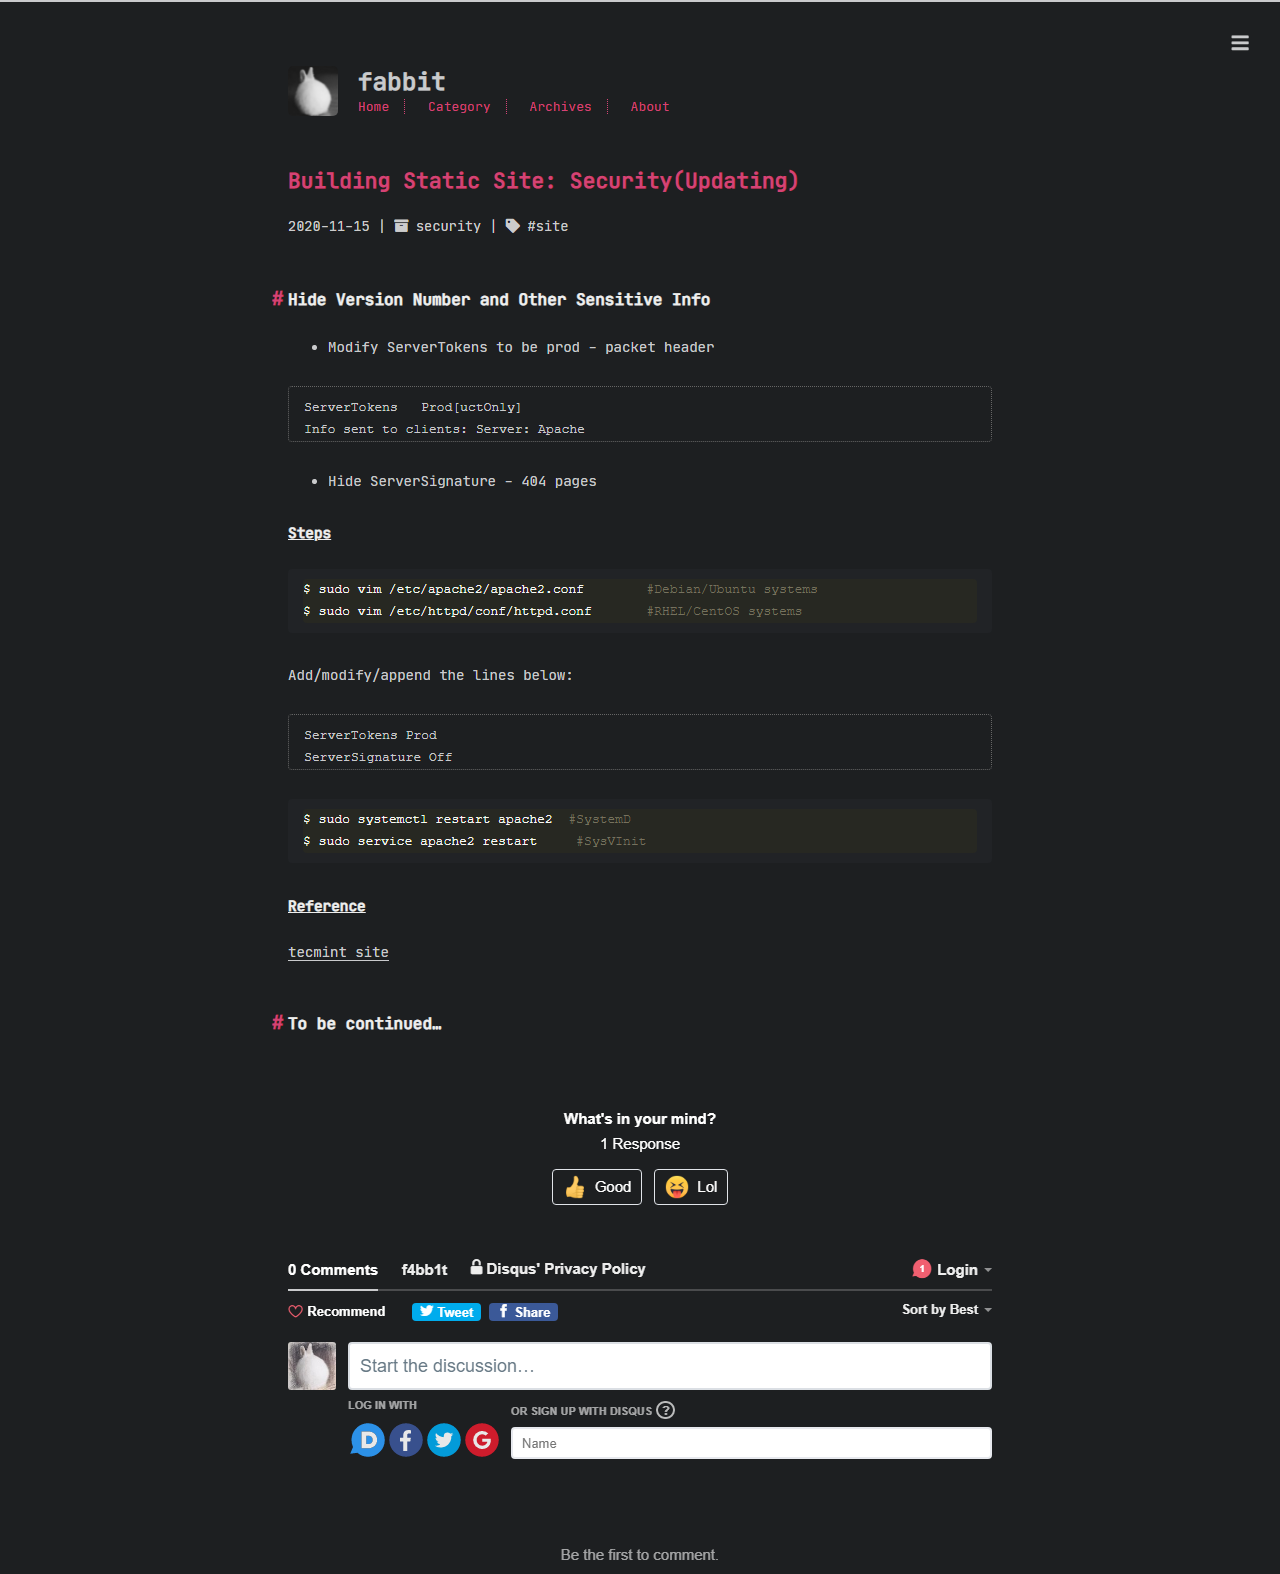 fabbit
Home Category Archives About
Building Static Site: Security(Updating)
2020-11-15 | security | #site
#Hide Version Number and Other Sensitive Info
• Modify ServerTokens to be prod - packet header
ServerTokens   Prod[uctOnly]
Info sent to clients: Server: Apache
• Hide ServerSignature - 404 pages
Steps
$ sudo vim /etc/apache2/apache2.conf        #Debian/Ubuntu systems
$ sudo vim /etc/httpd/conf/httpd.conf       #RHEL/CentOS systems
Add/modify/append the lines below:
ServerTokens Prod
ServerSignature Off
$ sudo systemctl restart apache2  #SystemD
$ sudo service apache2 restart     #SysVInit
Reference
tecmint site
#To be continued…
What's in your mind?
1 Response
Good Lol
0 Comments f4bb1t Disqus' Privacy Policy 1 Login
Recommend Tweet Share Sort by Best
Start the discussion…
LOG IN WITH
OR SIGN UP WITH DISQUS ?
Name
Be the first to comment.